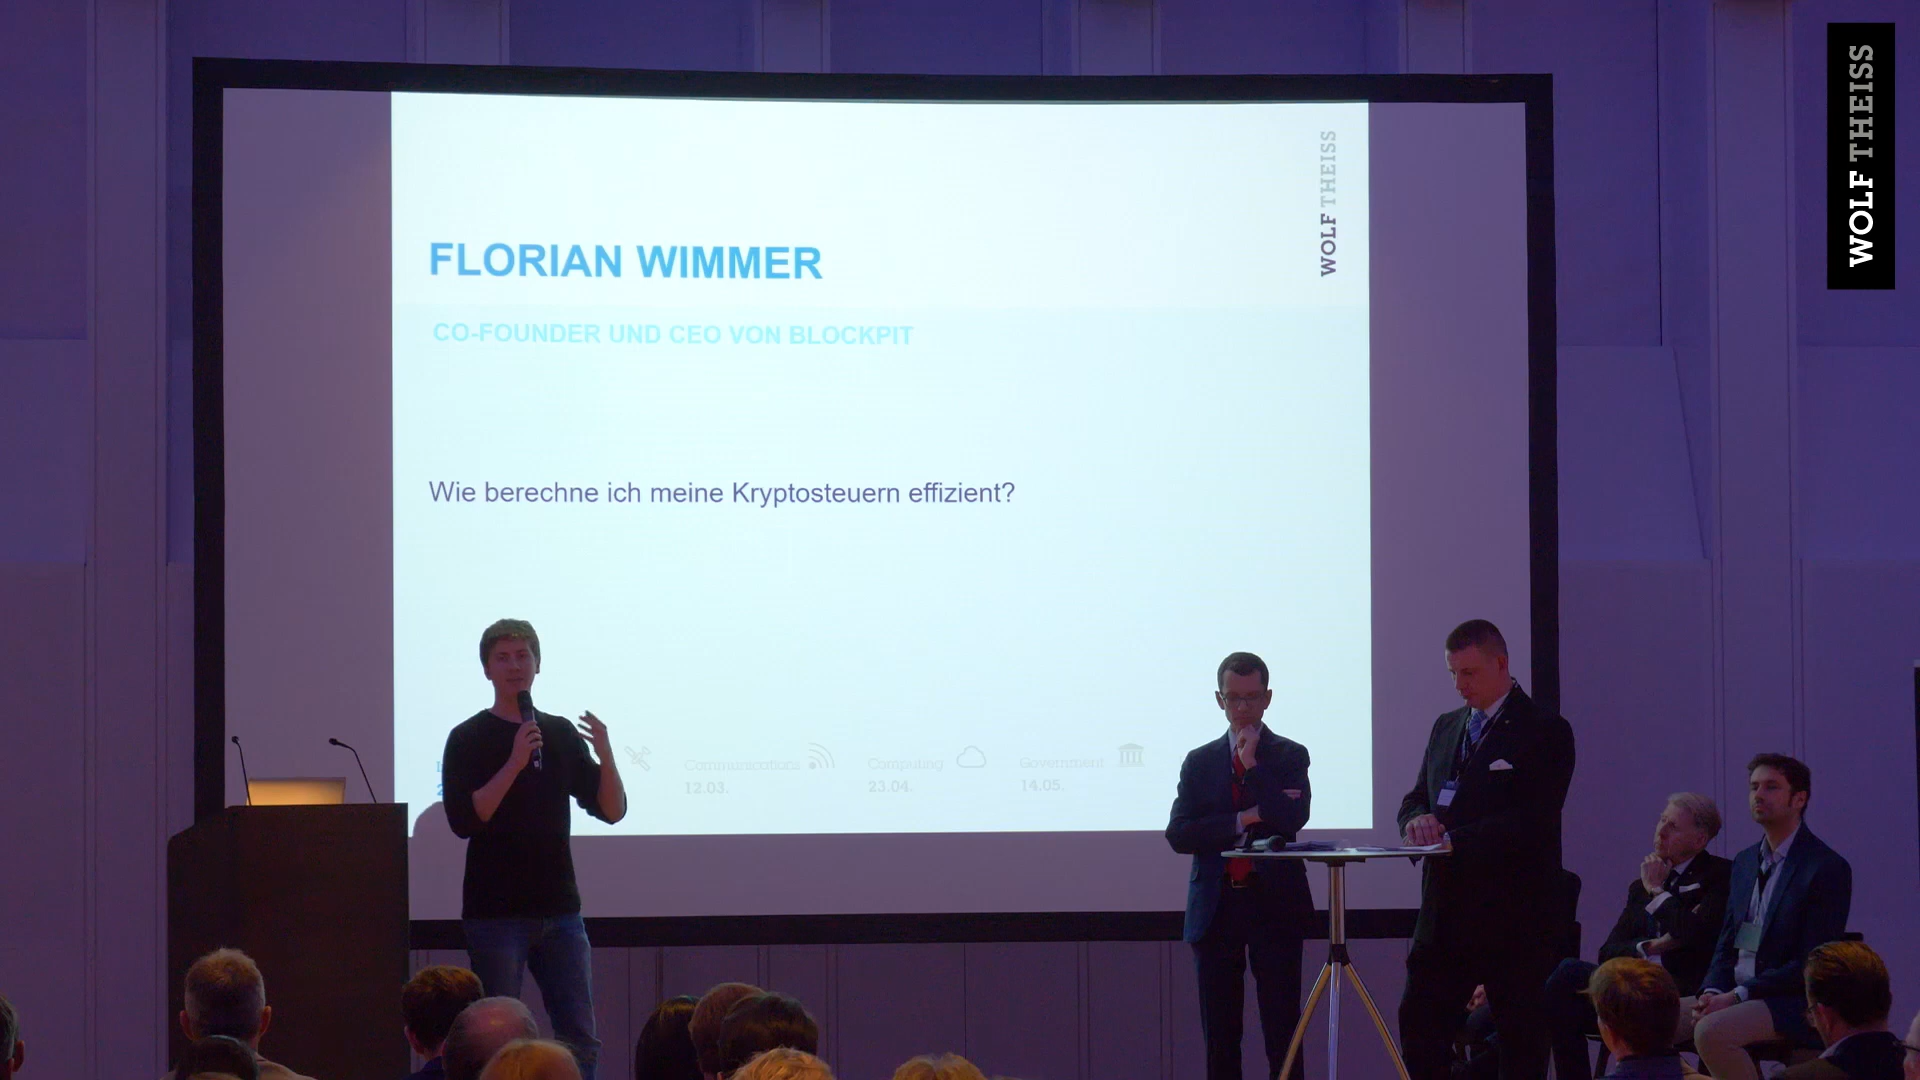 WOLF THEISS
WOLF THEISS
FLORIAN WIMMER
CO-FOUNDER UND CEO VON BLOCKPIT
Wie berechne ich meine Kryptosteuern effizient?
Communications
12.03.
Computing
23.04.
Government
14.05.